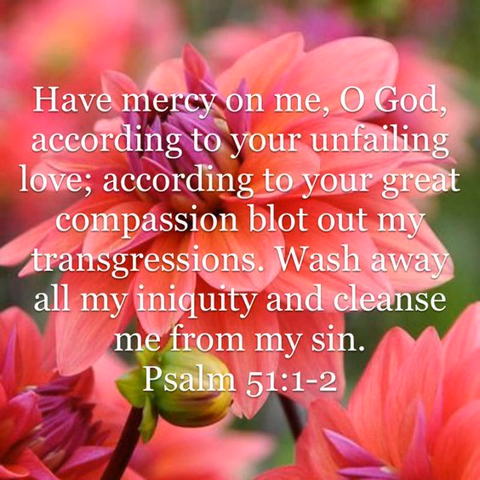 Have mercy on me, O God,
according to your unfailing
love; according to your great
compassion blot out my
transgressions. Wash away
all my iniquity and cleanse
me from my sin.
Psalm 51:1-2